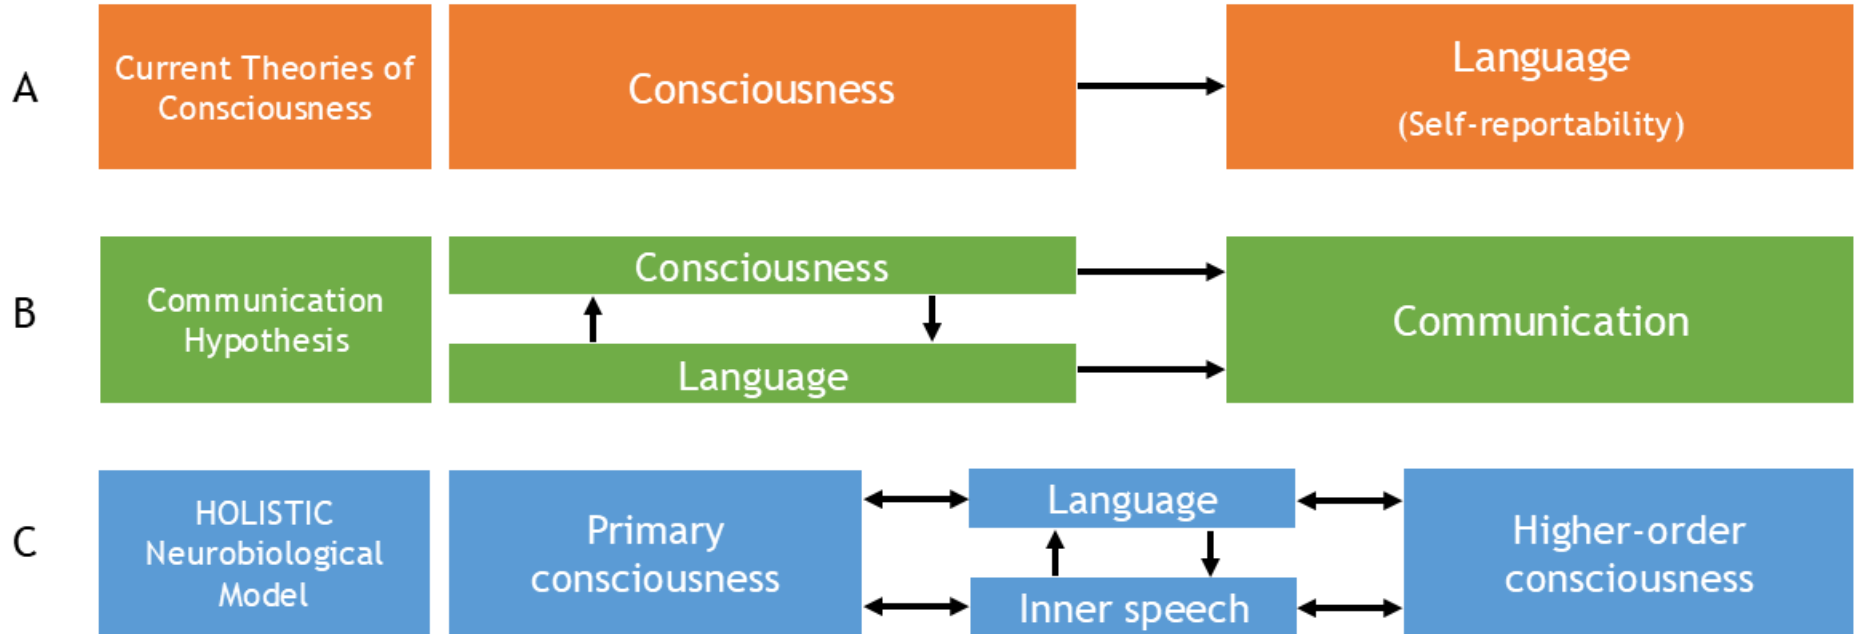 A
Current Theories of
Consciousness
Consciousness
Language
(Self-reportability)
B
Communication
Hypothesis
Consciousness
Language
Communication
C
HOLISTIC
Neurobiological
Model
Primary
consciousness
Language
Inner speech
Higher-order
consciousness